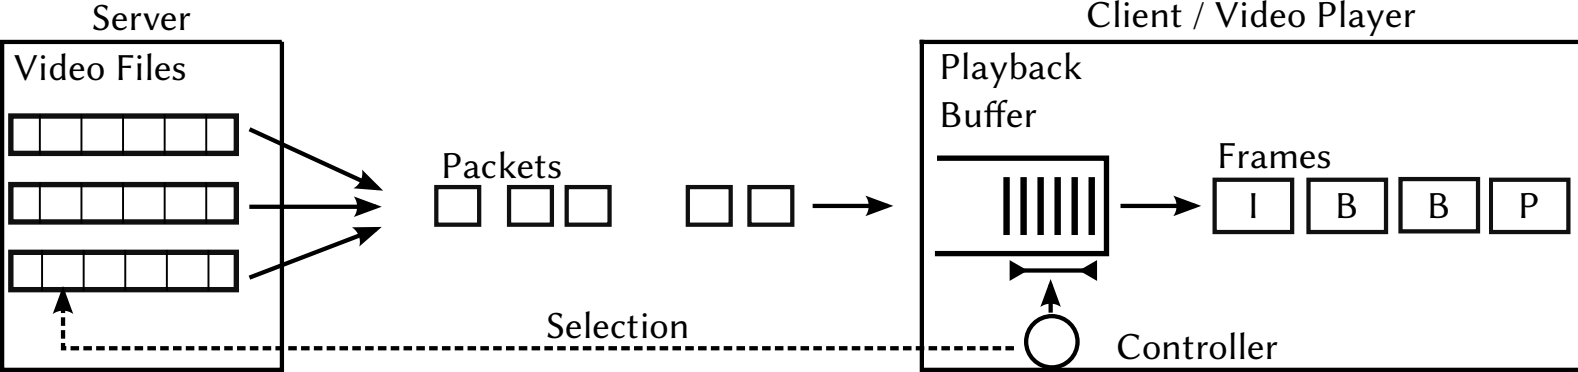 Server
Client / Video Player
Video Files
Playback
Buffer
Packets
Frames
I B B P
Selection
Controller